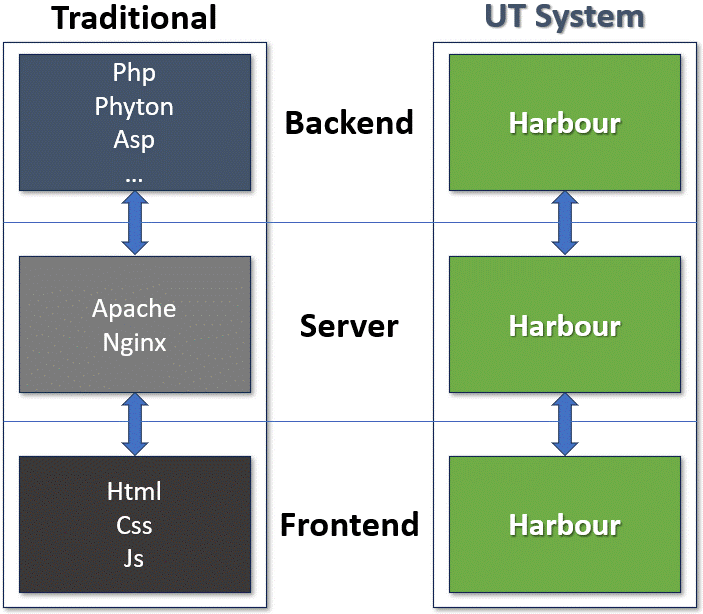 Traditional
UT System
Php
Phyton
Asp
...
Backend
Harbour
Apache
Nginx
Server
Harbour
Html
Css
Js
Frontend
Harbour